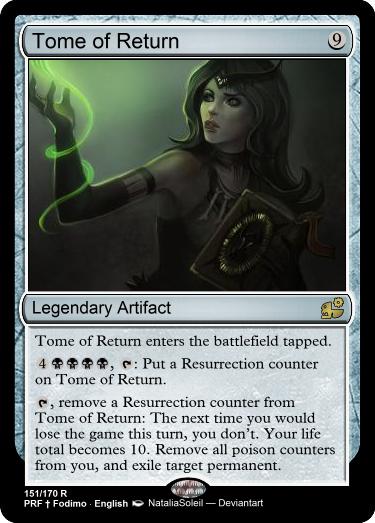 Tome of Return 9
Legendary Artifact
Tome of Return enters the battlefield tapped.
4, : Put a Resurrection counter
on Tome of Return.
, remove a Resurrection counter from
Tome of Return: The next time you would
lose the game this turn, you don't. Your life
total becomes 10. Remove all poison counters
from you, and exile target permanent.
151/170 R
PRF † Fodimo · English NataliaSoleil — Deviantart